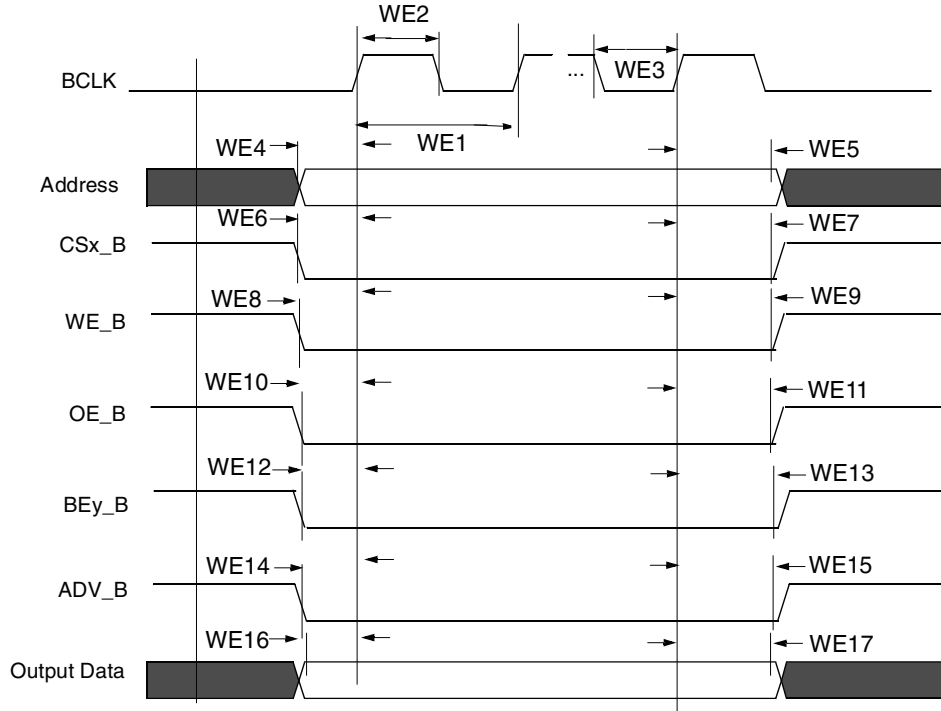 WE2
BCLK
...
WE3
WE1
WE4
WE5
Address
WE6
WE7
CSx_B
WE8
WE9
WE_B
WE10
WE11
OE_B
WE12
WE13
BEy_B
WE14
WE15
ADV_B
WE16
WE17
Output Data